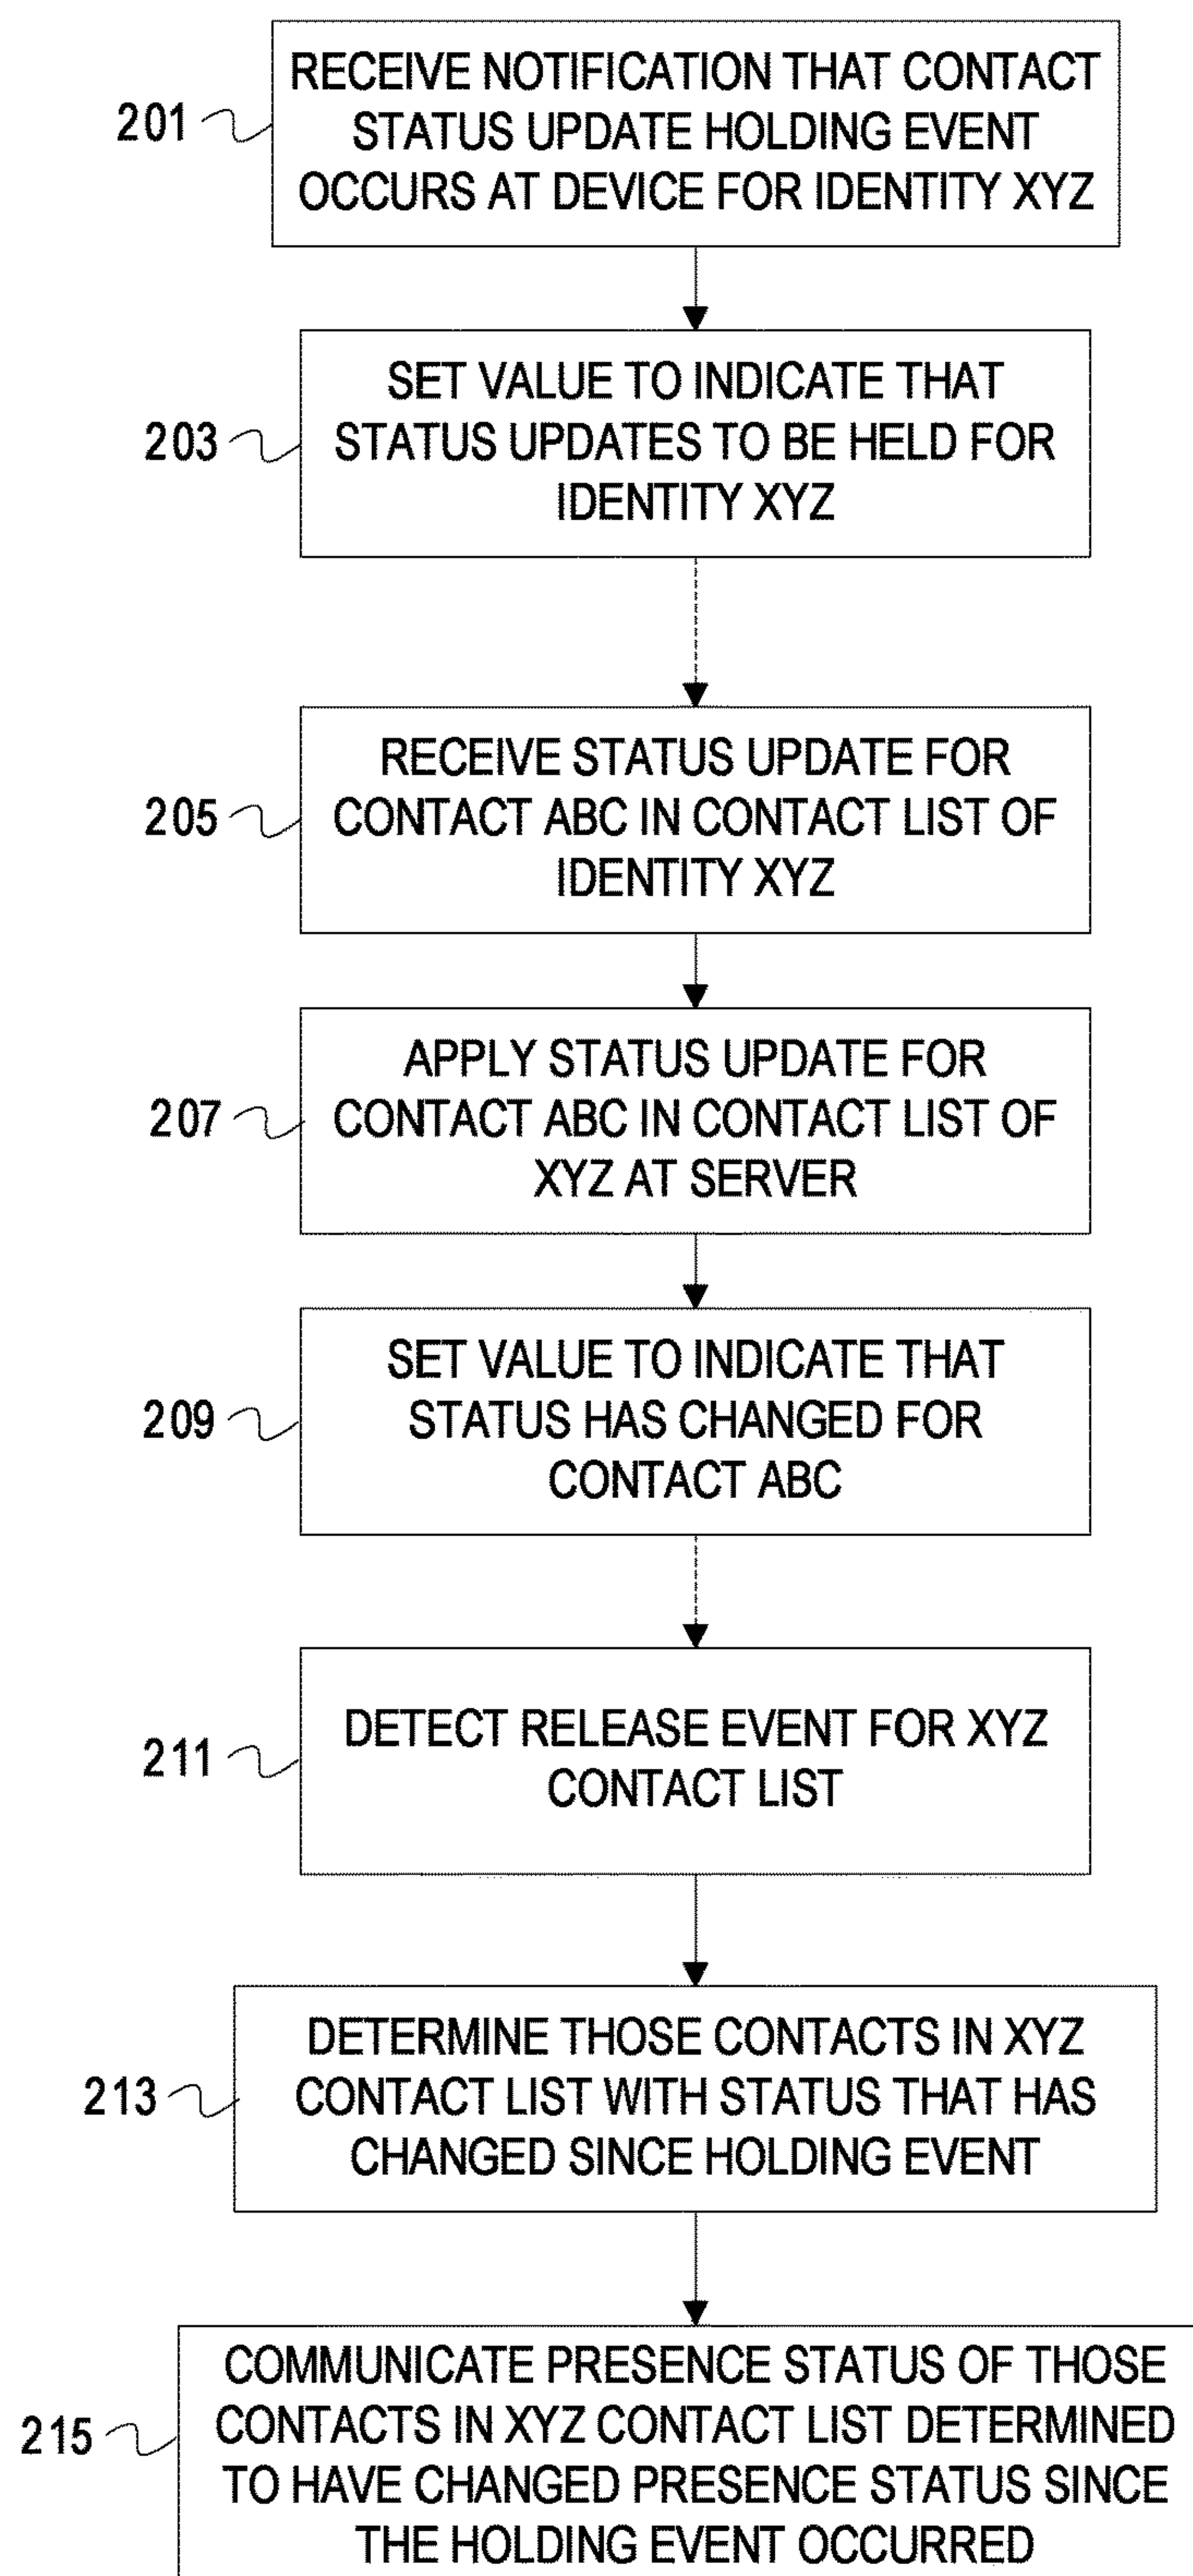 RECEIVE NOTIFICATION THAT CONTACT
STATUS UPDATE HOLDING EVENT
OCCURS AT DEVICE FOR IDENTITY XYZ
201
SET VALUE TO INDICATE THAT
STATUS UPDATES TO BE HELD FOR
IDENTITY XYZ
203
RECEIVE STATUS UPDATE FOR
CONTACT ABC IN CONTACT LIST OF
IDENTITY XYZ
205
APPLY STATUS UPDATE FOR
CONTACT ABC IN CONTACT LIST OF
XYZ AT SERVER
207
SET VALUE TO INDICATE THAT
STATUS HAS CHANGED FOR
CONTACT ABC
209
DETECT RELEASE EVENT FOR XYZ
CONTACT LIST
211
DETERMINE THOSE CONTACTS IN XYZ
CONTACT LIST WITH STATUS THAT HAS
CHANGED SINCE HOLDING EVENT
213
COMMUNICATE PRESENCE STATUS OF THOSE
CONTACTS IN XYZ CONTACT LIST DETERMINED
TO HAVE CHANGED PRESENCE STATUS SINCE
THE HOLDING EVENT OCCURRED
215